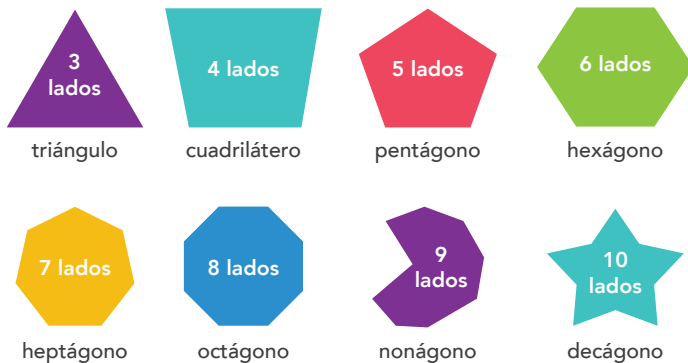 3
lados
4 lados
5 lados
6 lados
triángulo
cuadrilátero
pentágono
hexágono
7 lados
8 lados
9
lados
10
lados
heptágono
octágono
nonágono
decágono